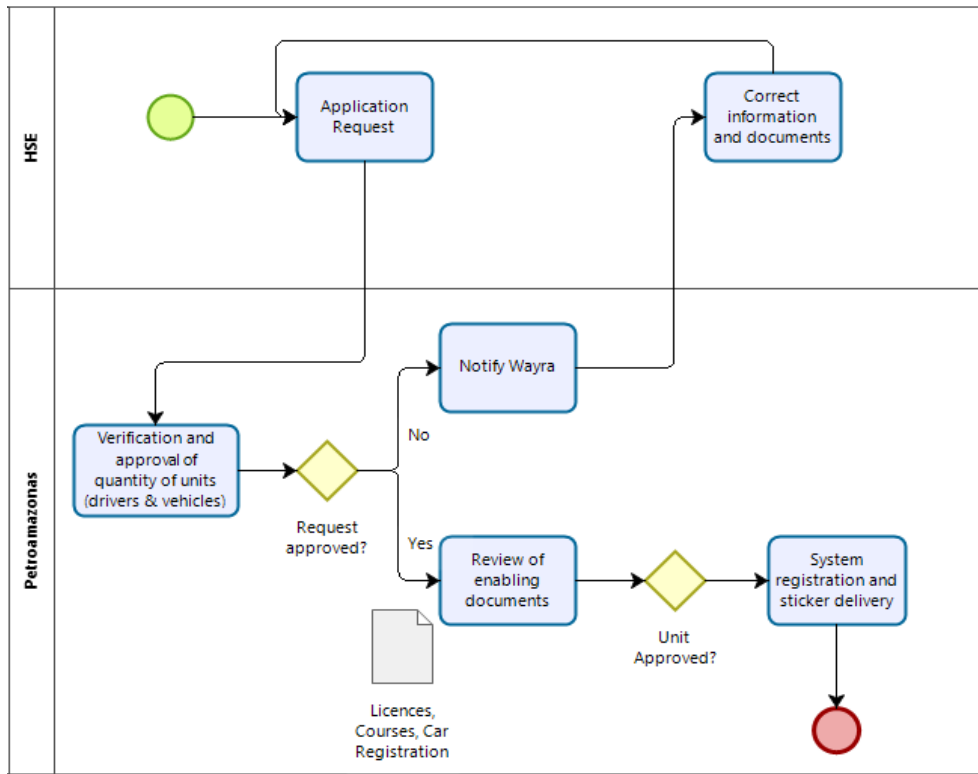 HSE
Application
Request
Correct
information
and documents
Petroamazonas
Notify Wayra
No
Verification and
approval of
quantity of units
(drivers & vehicles)
Request
approved?
Yes
Review of
enabling
documents
Unit
Approved?
System
registration and
sticker delivery
Licences,
Courses, Car
Registration